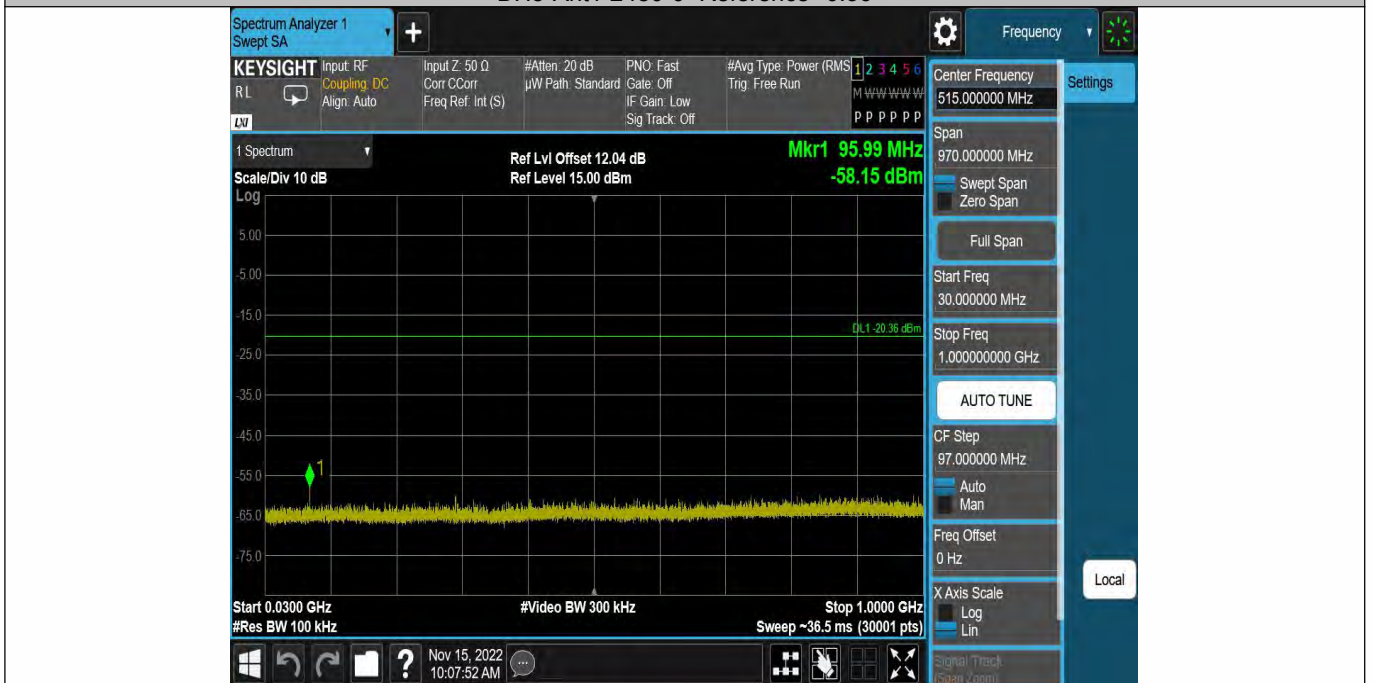 Spectrum Analyzer 1
Swept SA
+
Frequency
KEYSIGHT
RL
LXI
Input: RF
Coupling: DC
Align: Auto
Input Z: 50 Ω
Corr CCorr
Freq Ref: Int (S)
#Atten: 20 dB
µW Path: Standard
PNO: Fast
Gate: Off
IF Gain: Low
Sig Track: Off
#Avg Type: Power (RMS
Trig: Free Run
1 2 3 4 5 6
M W W W W W
P P P P P P
Center Frequency
515.000000 MHz
Settings
1 Spectrum
Scale/Div 10 dB
Ref Lvl Offset 12.04 dB
Ref Level 15.00 dBm
Mkr1 95.99 MHz
-58.15 dBm
Span
970.000000 MHz
Swept Span
Zero Span
Full Span
Start Freq
30.000000 MHz
Stop Freq
1.000000000 GHz
AUTO TUNE
CF Step
97.000000 MHz
Auto
Man
Freq Offset
0 Hz
X Axis Scale
Log
Lin
Signal Track
(Span Zoom)
Local
Log
5.00
-5.00
-15.0
DL1 -20.36 dBm
-25.0
-35.0
-45.0
-55.0
1
-65.0
-75.0
Start 0.0300 GHz
#Res BW 100 kHz
#Video BW 300 kHz
Stop 1.0000 GHz
Sweep ~36.5 ms (30001 pts)
?
Nov 15, 2022
10:07:52 AM